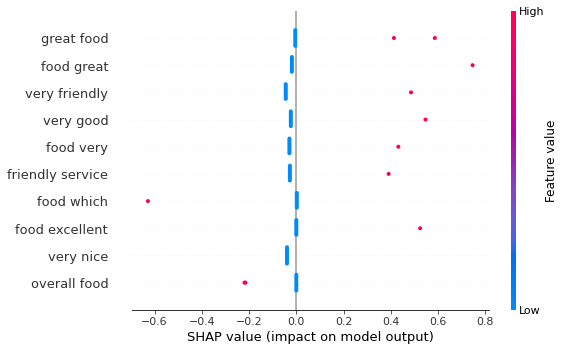 High
great food
food great
very friendly
very good
food very
friendly service
food which
food excellent
very nice
overall food
Feature value
Low
−0.6 −0.4 −0.2 0.0 0.2 0.4 0.6 0.8
SHAP value (impact on model output)